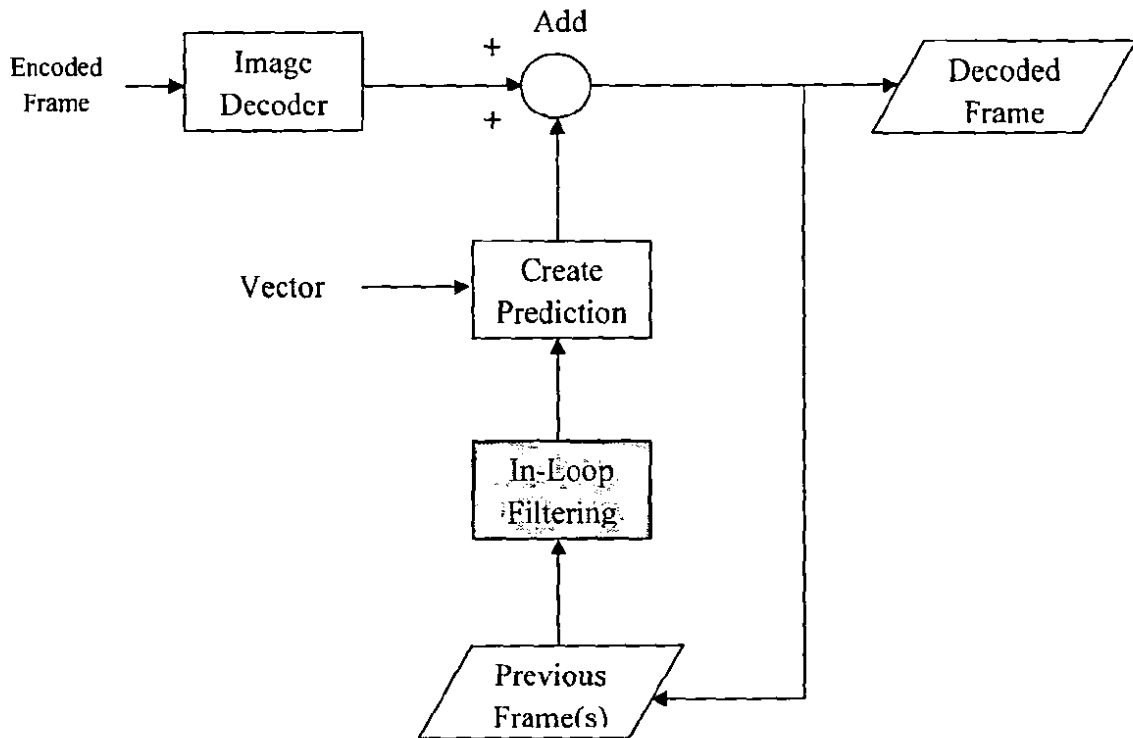 Add
+
Encoded
Frame
Image
Decoder
+
Decoded
Frame
Vector
Create
Prediction
In-Loop
Filtering
Previous
Frame(s)